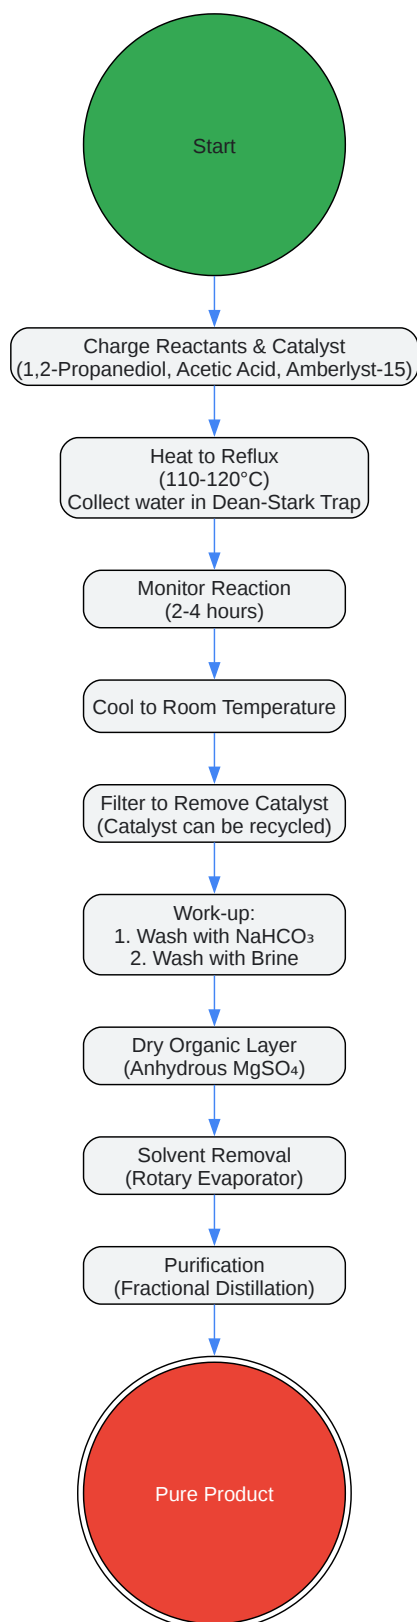 Start
Charge Reactants & Catalyst
(1,2-Propanediol, Acetic Acid, Amberlyst-15)
Heat to Reflux
(110-120°C)
Collect water in Dean-Stark Trap
Monitor Reaction
(2-4 hours)
Cool to Room Temperature
Filter to Remove Catalyst
(Catalyst can be recycled)
Work-up:
1. Wash with NaHCO₃
2. Wash with Brine
Dry Organic Layer
(Anhydrous MgSO₄)
Solvent Removal
(Rotary Evaporator)
Purification
(Fractional Distillation)
Pure Product